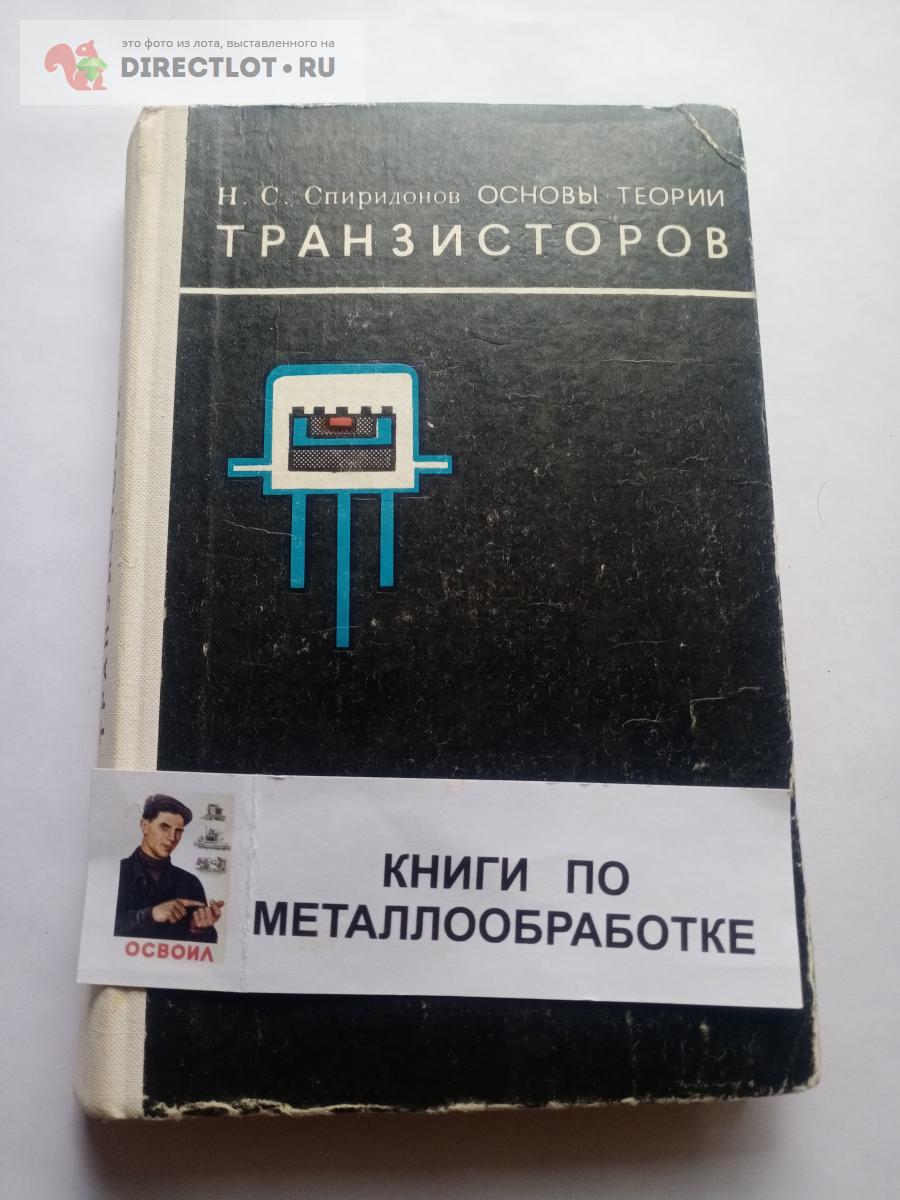 это фото из лота, выставленного на
DIRECTLOT.RU
Н. С. Спиридонов ОСНОВЫ ТЕОРИИ
ТРАНЗИСТОРОВ
КНИГИ ПО
МЕТАЛЛООБРАБОТКЕ
ОСВОИЛ